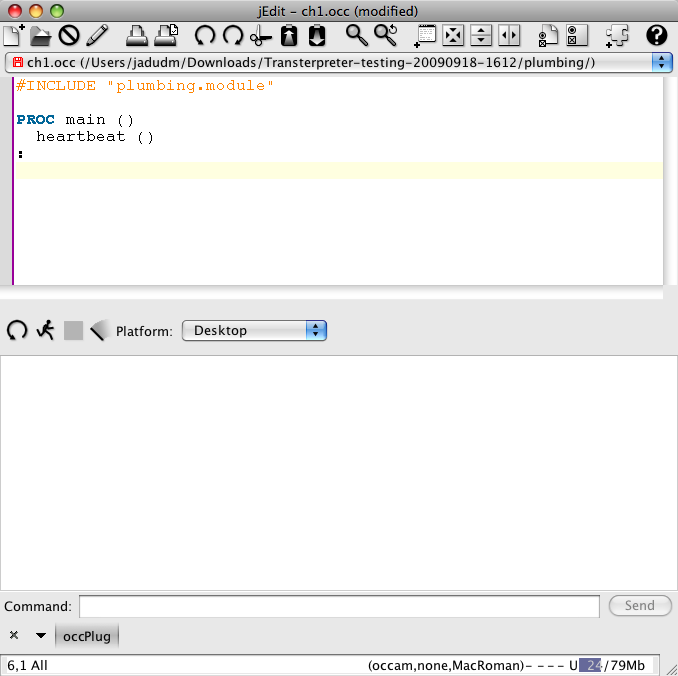 jEdit - ch1.occ (modified)
ch1.occ (/Users/jadudm/Downloads/Transterpreter-testing-20090918-1612/plumbing/)
#INCLUDE "plumbing.module"
PROC main ()
  heartbeat ()
:
Platform: Desktop
Command: Send
occPlug
6,1 All (occam,none,MacRoman)- - - - U 24/79Mb